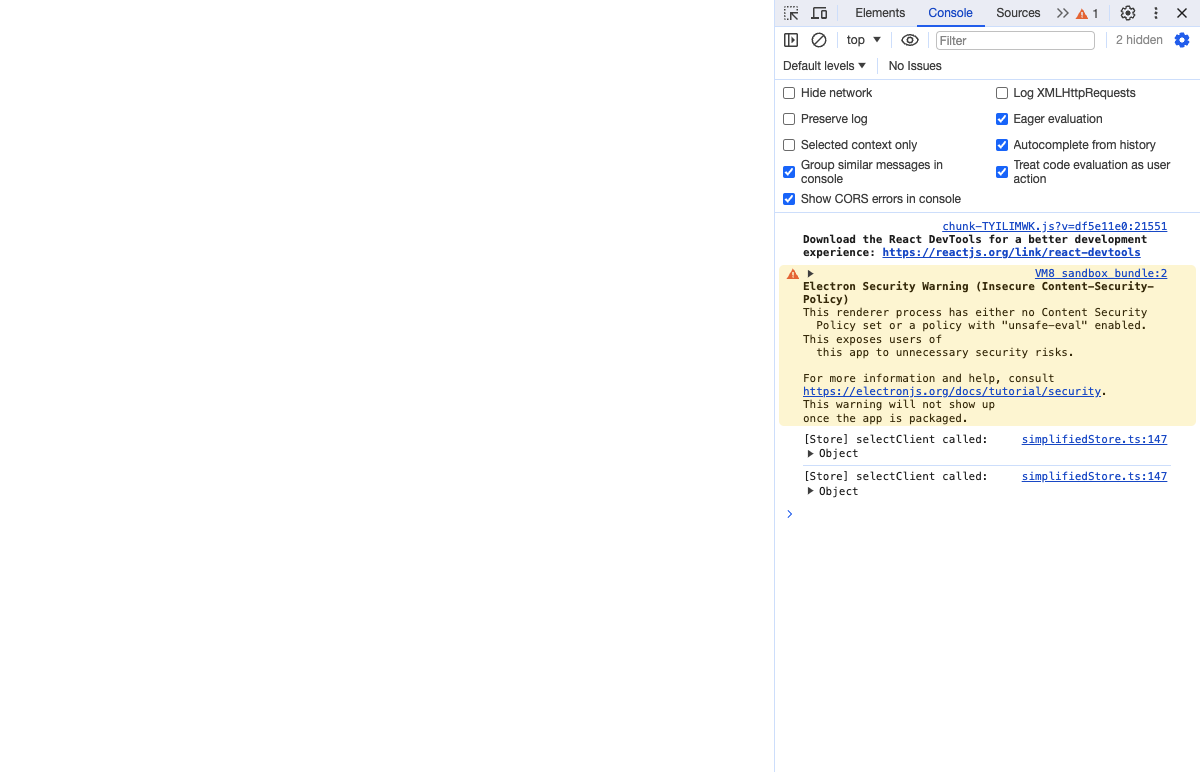 Elements Console Sources 1
top Filter 2 hidden
Default levels No Issues
Hide network Log XMLHttpRequests
Preserve log Eager evaluation
Selected context only Autocomplete from history
Group similar messages in
console
Treat code evaluation as user
action
Show CORS errors in console
chunk-TYILIMWK.js?v=df5e11e0:21551
Download the React DevTools for a better development
experience: https://reactjs.org/link/react-devtools
VM8 sandbox bundle:2
Electron Security Warning (Insecure Content-Security-
Policy)
This renderer process has either no Content Security
Policy set or a policy with "unsafe-eval" enabled.
This exposes users of
this app to unnecessary security risks.
For more information and help, consult
https://electronjs.org/docs/tutorial/security.
This warning will not show up
once the app is packaged.
[Store] selectClient called: simplifiedStore.ts:147
Object
[Store] selectClient called: simplifiedStore.ts:147
Object